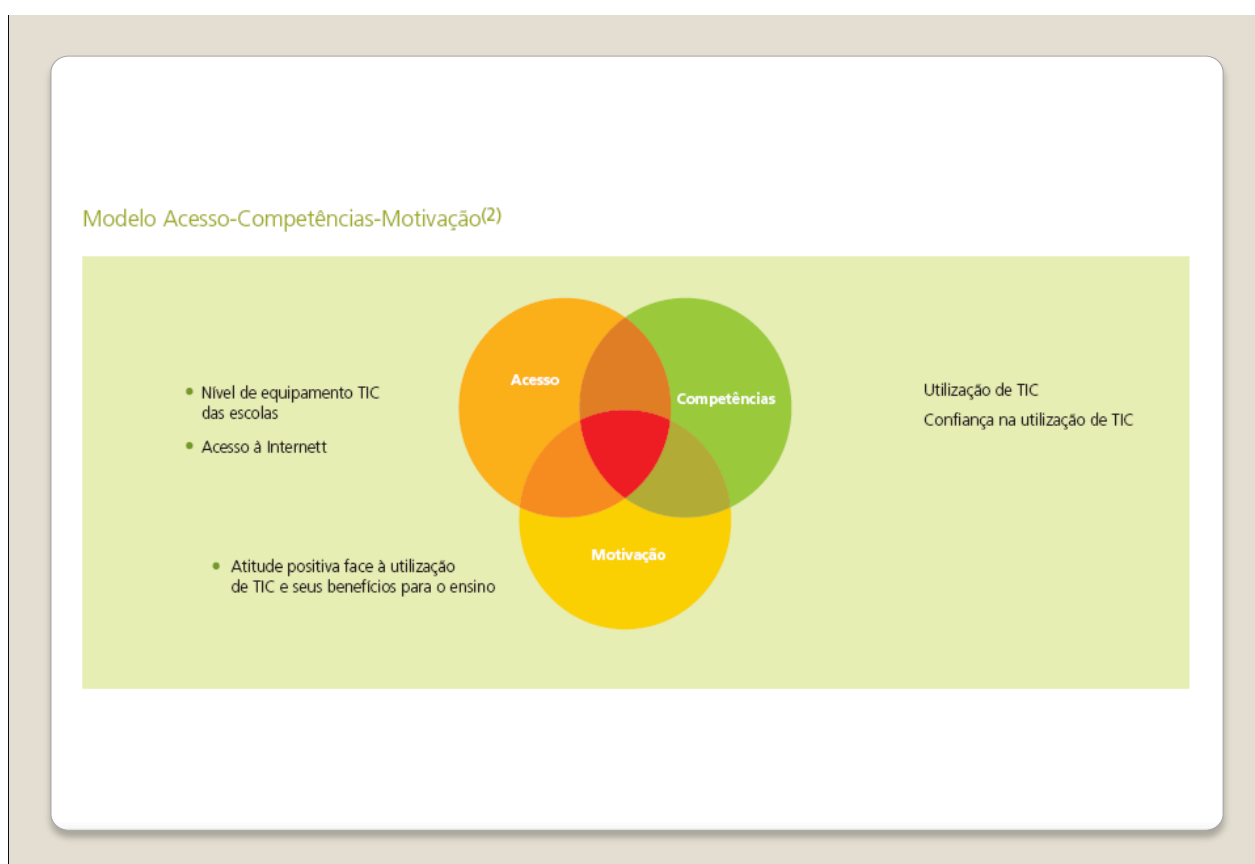 Modelo Acesso-Competências-Motivação(2)
Acesso
Competências
Motivação
• Nível de equipamento TIC
das escolas
• Acesso à Internett
• Atitude positiva face à utilização
de TIC e seus benefícios para o ensino
Utilização de TIC
Confiança na utilização de TIC